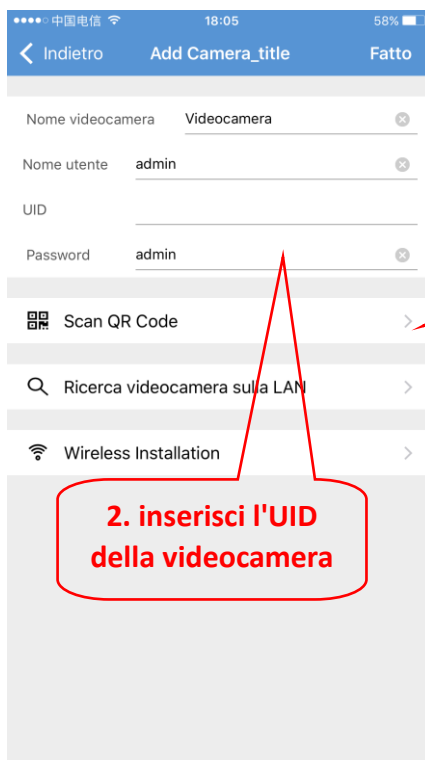 中国电信 18:05 58%
Indietro Add Camera_title Fatto
Nome videocamera Videocamera
Nome utente admin
UID
Password admin
Scan QR Code
Ricerca videocamera sulla LAN
Wireless Installation
2. inserisci l'UID
della videocamera